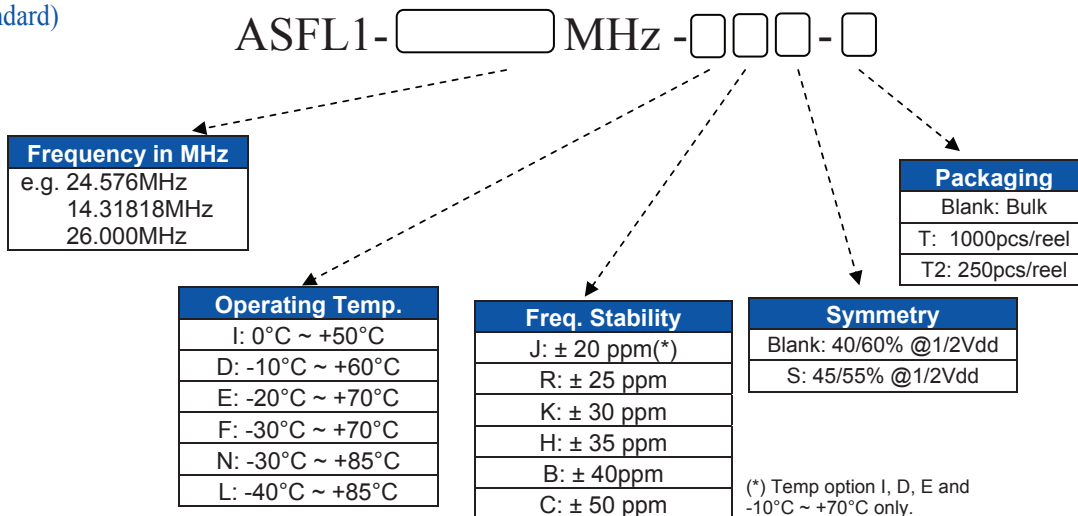 ASFL1- MHz - -
Frequency in MHz
e.g. 24.576MHz
14.31818MHz
26.000MHz
Operating Temp.
I: 0°C ~ +50°C
D: -10°C ~ +60°C
E: -20°C ~ +70°C
F: -30°C ~ +70°C
N: -30°C ~ +85°C
L: -40°C ~ +85°C
Freq. Stability
J: ± 20 ppm(*)
R: ± 25 ppm
K: ± 30 ppm
H: ± 35 ppm
B: ± 40ppm
C: ± 50 ppm
Symmetry
Blank: 40/60% @1/2Vdd
S: 45/55% @1/2Vdd
(*) Temp option I, D, E and
-10°C ~ +70°C only.
Packaging
Blank: Bulk
T: 1000pcs/reel
T2: 250pcs/reel